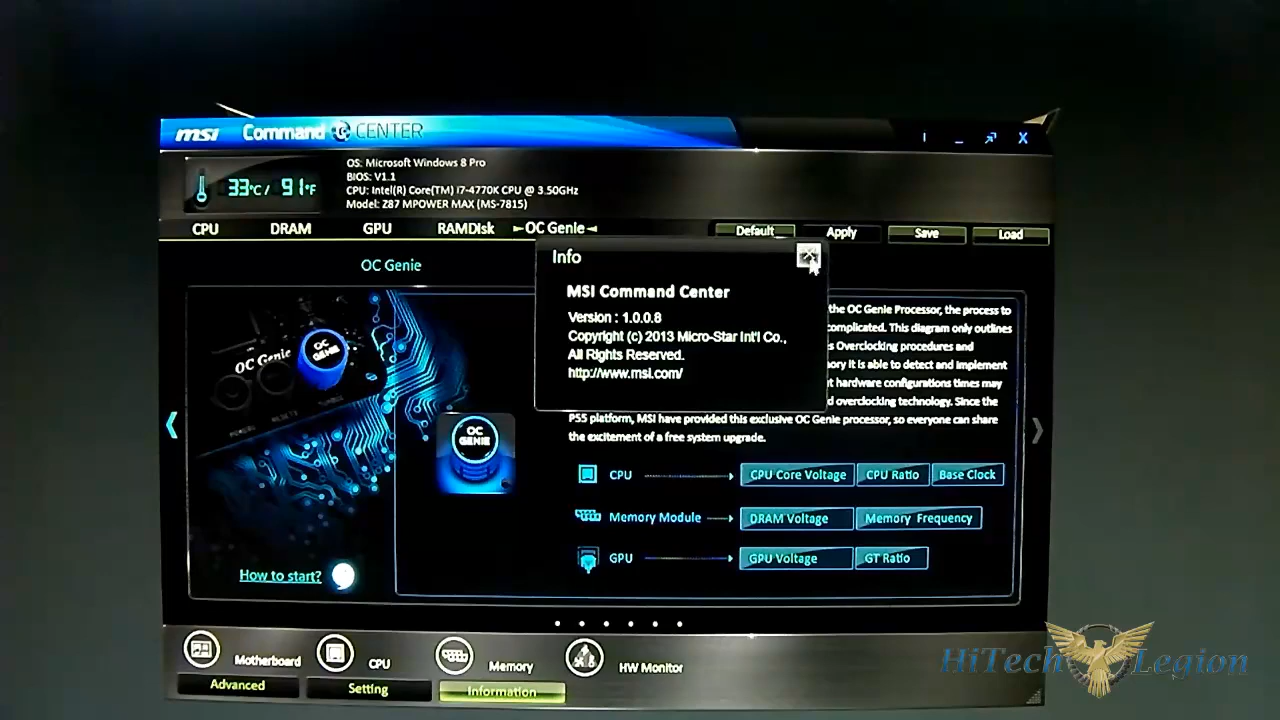 msi Command CENTER
33°C / 91°F
OS: Microsoft Windows 8 Pro
BIOS: V1.1
CPU: Intel(R) Core(TM) i7-4770K CPU @ 3.50GHz
Model: Z87 MPOWER MAX (MS-7815)
CPU DRAM GPU RAMDisk OC Genie
Default Apply Save Load
OC Genie
Info
MSI Command Center
Version : 1.0.0.8
Copyright (c) 2013 Micro-Star Int'l Co.,
All Rights Reserved.
http://www.msi.com/
the OC Genie Processor, the process to
complicated. This diagram only outlines
s Overclocking procedures and
ory it is able to detect and implement
t hardware configurations times may
d overclocking technology. Since the
P55 platform, MSI have provided this exclusive OC Genie processor, so everyone can share
the excitement of a free system upgrade.
OC Genie
OC GENIE
OC
GENIE
CPU CPU Core Voltage CPU Ratio Base Clock
Memory Module DRAM Voltage Memory Frequency
GPU GPU Voltage GT Ratio
How to start?
Motherboard CPU Memory HW Monitor
Advanced Setting Information
HiTech Legion